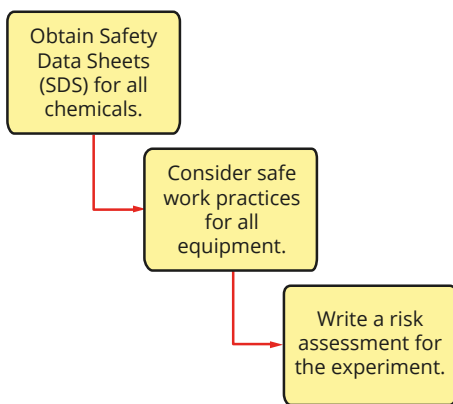 Obtain Safety
Data Sheets
(SDS) for all
chemicals.
Consider safe
work practices
for all
equipment.
Write a risk
assessment for
the experiment.